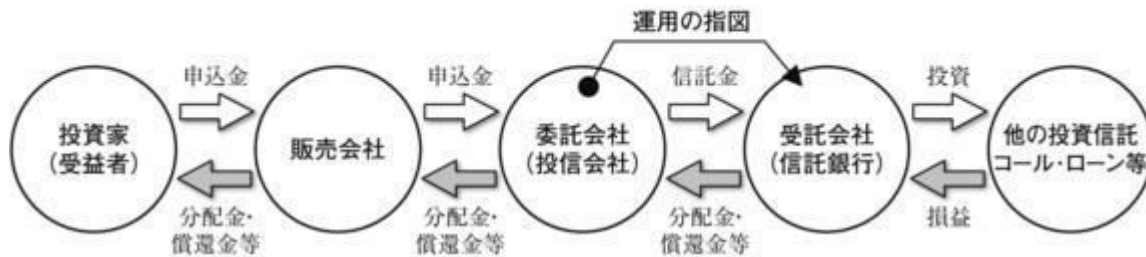 運用の指図
申込金
申込金
信託金
投資
投資家
(受益者)
販売会社
委託会社
(投信会社)
受託会社
(信託銀行)
他の投資信託
コール・ローン等
分配金・
償還金等
分配金・
償還金等
分配金・
償還金等
損益